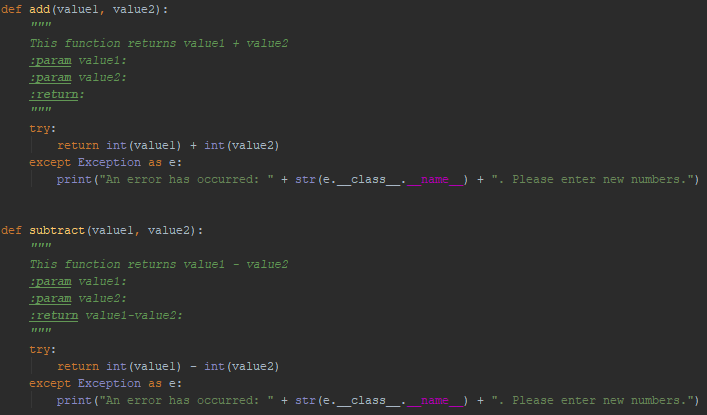 def add(value1, value2):
    """
    This function returns value1 + value2
    :param value1:
    :param value2:
    :return:
    """
    try:
        return int(value1) + int(value2)
    except Exception as e:
        print("An error has occurred: " + str(e.__class__.__name__) + ". Please enter new numbers.")
def subtract(value1, value2):
    """
    This function returns value1 - value2
    :param value1:
    :param value2:
    :return value1-value2:
    """
    try:
        return int(value1) - int(value2)
    except Exception as e:
        print("An error has occurred: " + str(e.__class__.__name__) + ". Please enter new numbers.")